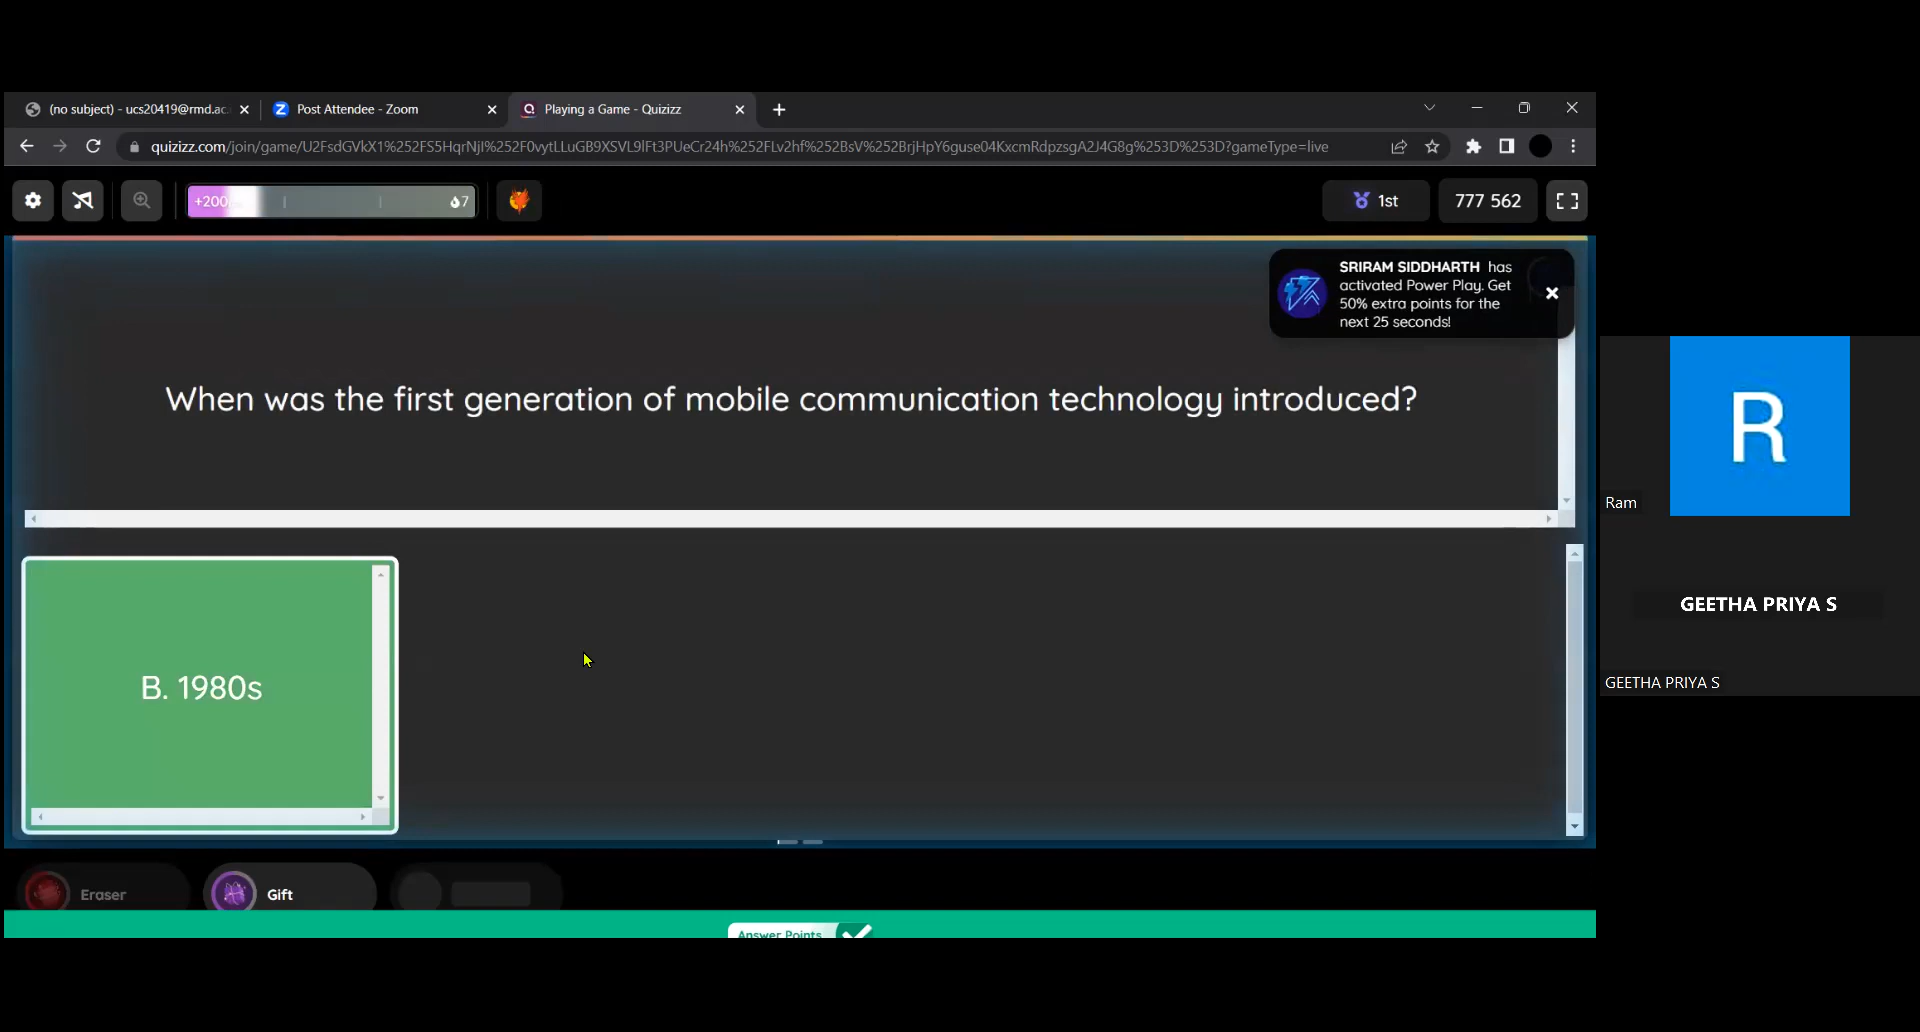 (no subject) - ucs20419@rmd.ac.
Post Attendee - Zoom
Playing a Game - Quizizz
quizizz.com/join/game/U2FsdGVkX1%252FS5HqrNjI%252F0vytLLuGB9XSVL9lFt3PUeCr24h%252FLv2hf%252BsV%252BrjHpY6guse04KxcmRdpzsgA2J4G8g%253D%253D?gameType=live
+200
7
1st
777 562
SRIRAM SIDDHARTH has
activated Power Play. Get
50% extra points for the
next 25 seconds!
When was the first generation of mobile communication technology introduced?
R
Ram
GEETHA PRIYA S
GEETHA PRIYA S
B. 1980s
Eraser
Gift
Answer Points